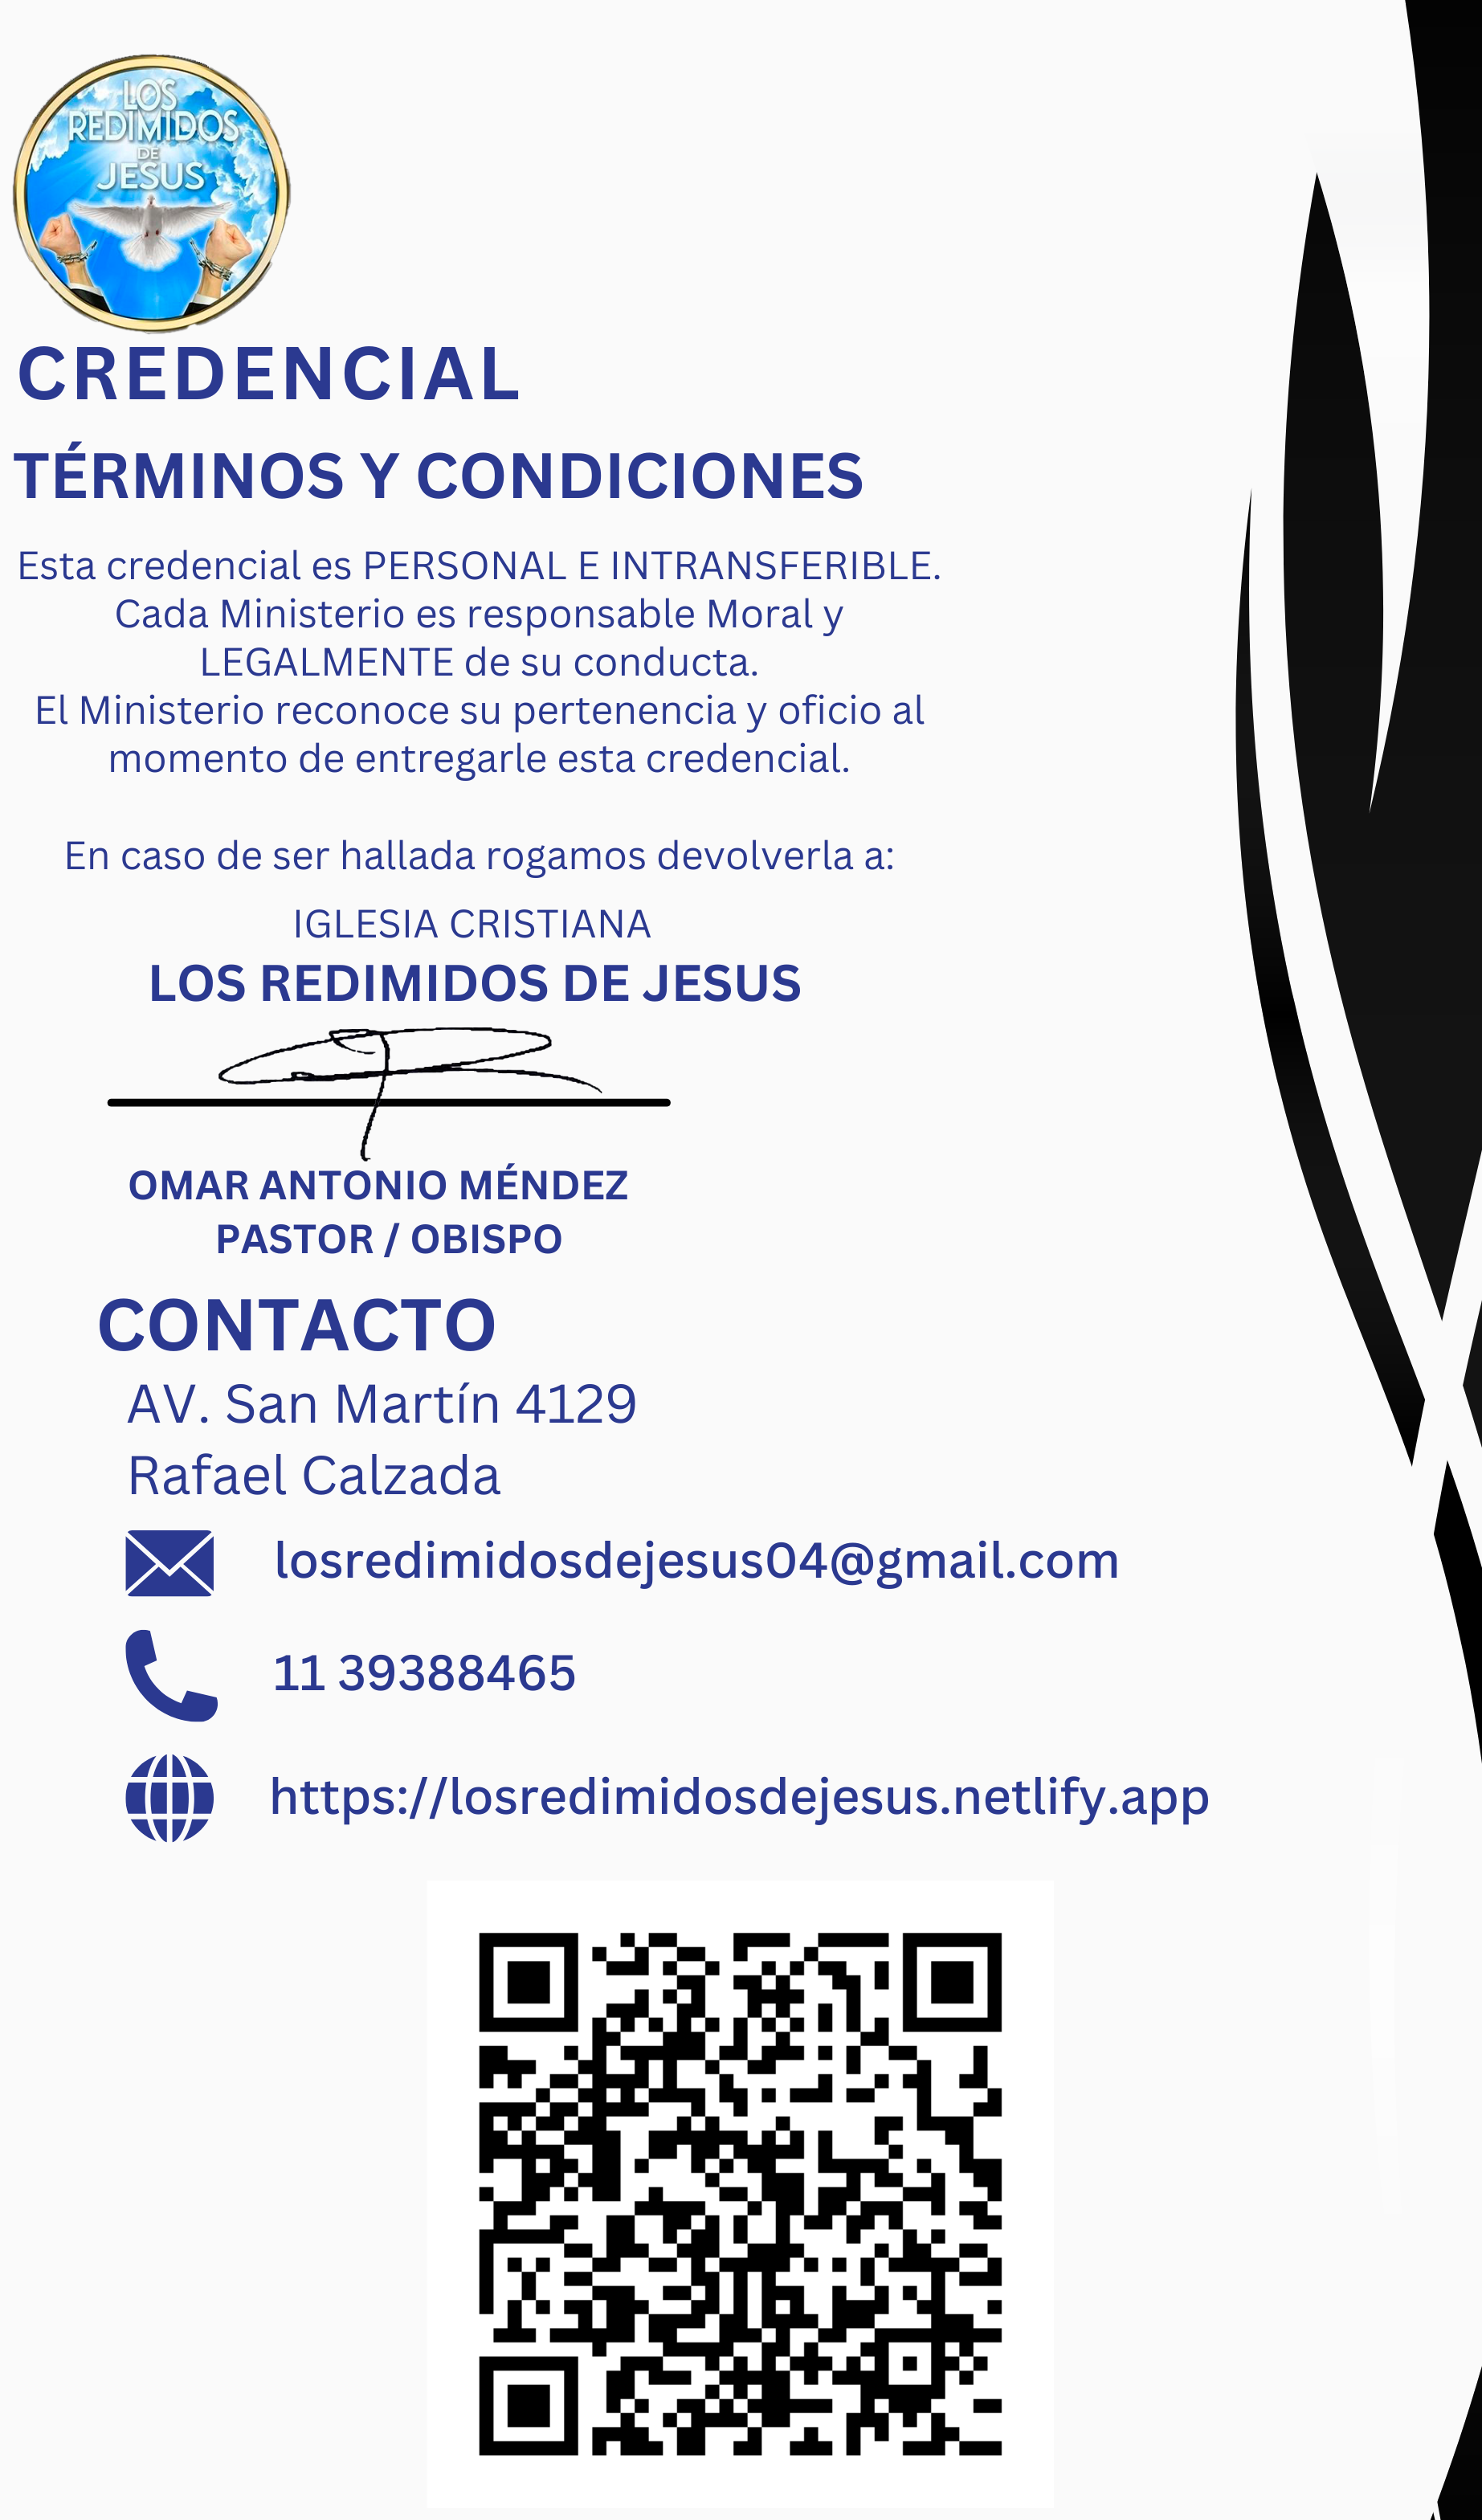 LOS
REDIMIDOS
DE
JESUS
CREDENCIAL
TÉRMINOS Y CONDICIONES
Esta credencial es PERSONAL E INTRANSFERIBLE.
Cada Ministerio es responsable Moral y
LEGALMENTE de su conducta.
El Ministerio reconoce su pertenencia y oficio al
momento de entregarle esta credencial.
En caso de ser hallada rogamos devolverla a:
IGLESIA CRISTIANA
LOS REDIMIDOS DE JESUS
OMAR ANTONIO MÉNDEZ
PASTOR / OBISPO
CONTACTO
AV. San Martín 4129
Rafael Calzada
losredimidosdejesus04@gmail.com
11 39388465
https://losredimidosdejesus.netlify.app